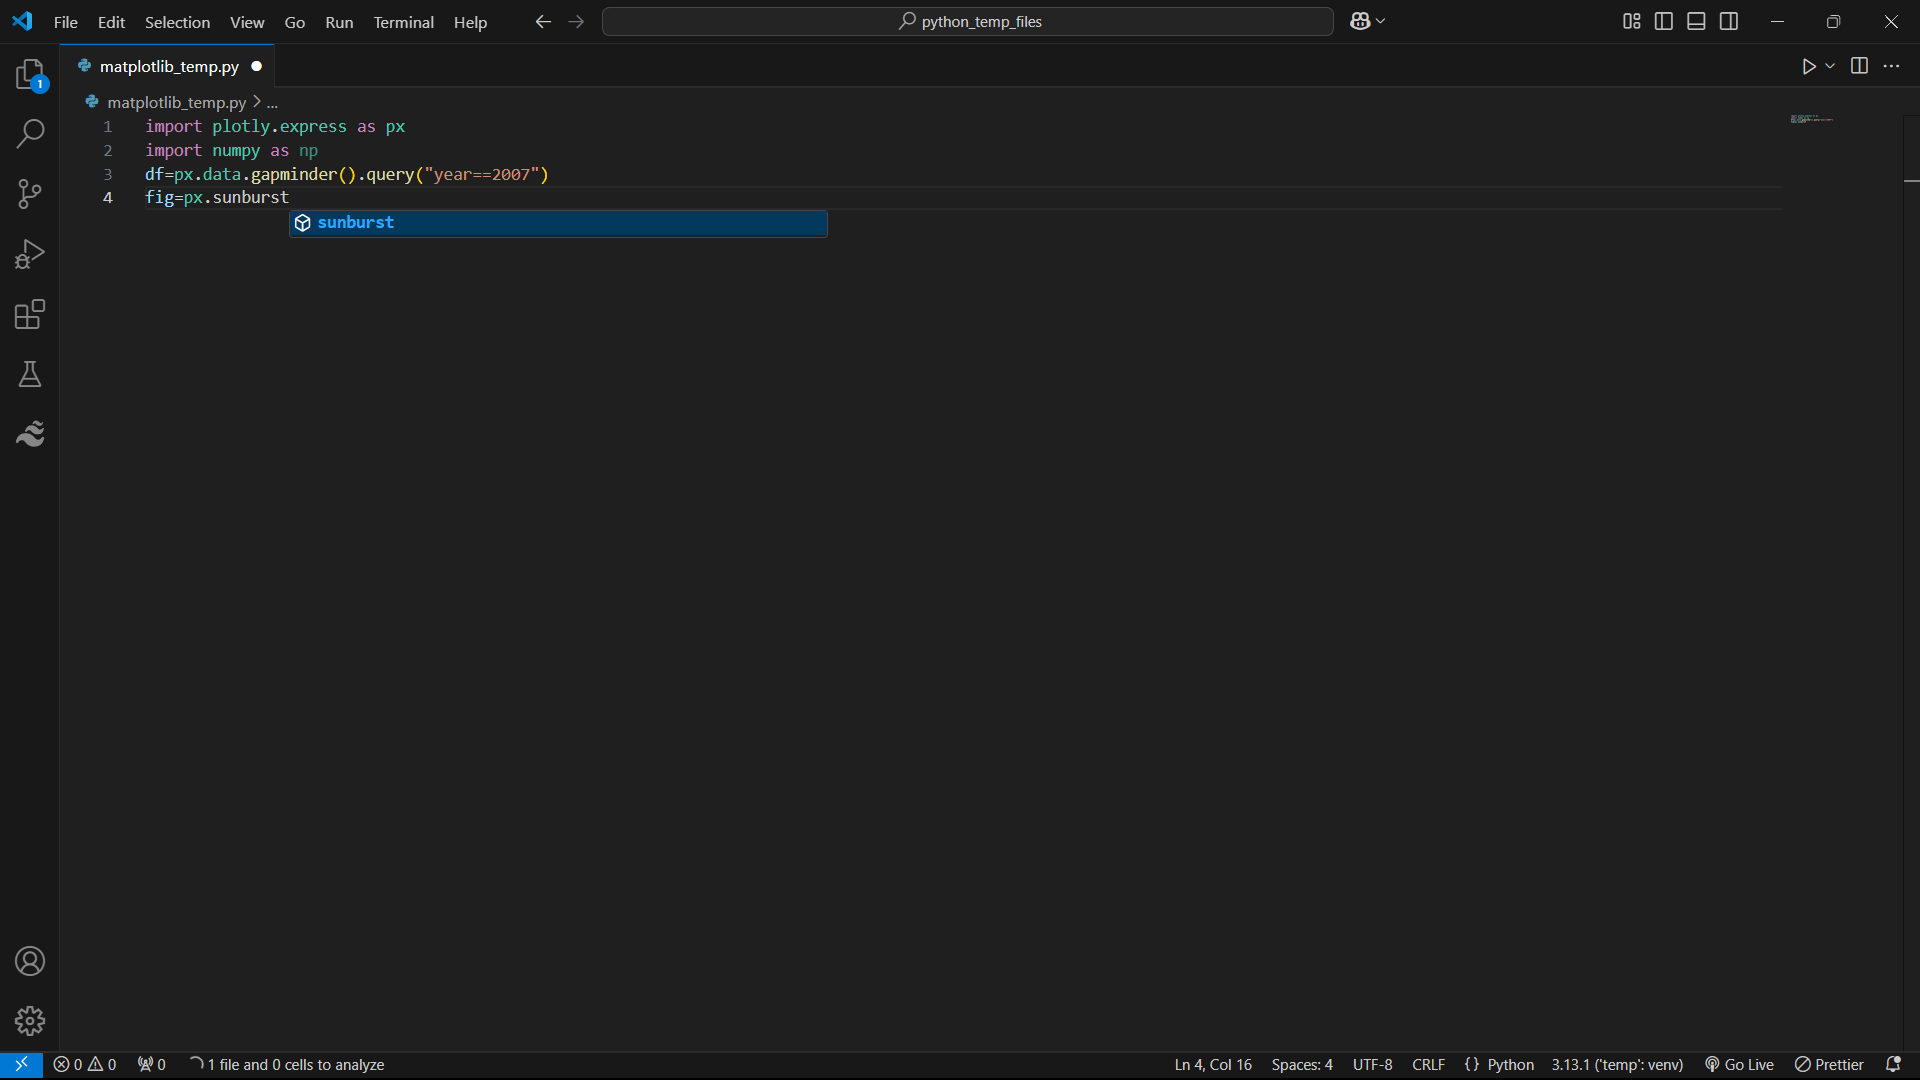 File Edit Selection View Go Run Terminal Help
python_temp_files
matplotlib_temp.py
1
matplotlib_temp.py > ...
1 import plotly.express as px
2 import numpy as np
3 df=px.data.gapminder().query("year==2007")
4 fig=px.sunburst
sunburst
0 0 0 1 file and 0 cells to analyze
Ln 4, Col 16 Spaces: 4 UTF-8 CRLF {} Python 3.13.1 ('temp': venv) Go Live Prettier